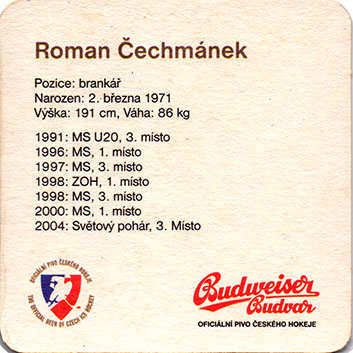 Roman Čechmánek
Pozice: brankář
Narozen: 2. března 1971
Výška: 191 cm, Váha: 86 kg
1991: MS U20, 3. místo
1996: MS, 1. místo
1997: MS, 3. místo
1998: ZOH, 1. místo
1998: MS, 3. místo
2000: MS, 1. místo
2004: Světový pohár, 3. Místo
OFICIÁLNÍ PIVO ČESKÉHO HOKEJE
THE OFFICIAL BEER OF CZECH ICE HOCKEY
Budweiser
Budvar
OFICIÁLNÍ PIVO ČESKÉHO HOKEJE